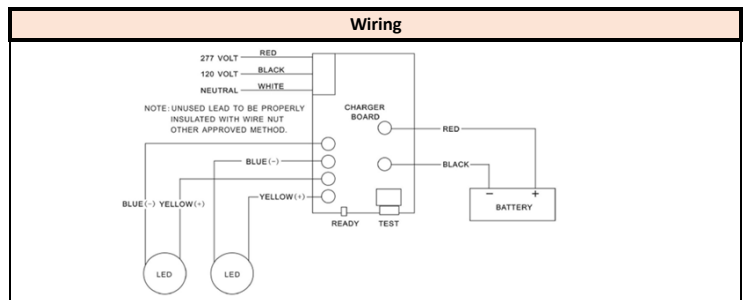 Wiring
277 VOLT RED
120 VOLT BLACK
NEUTRAL WHITE
NOTE: UNUSED LEAD TO BE PROPERLY
INSULATED WITH WIRE NUT
OTHER APPROVED METHOD.
CHARGER
BOARD
RED
BLUE(-)
BLACK
YELLOW(+)
BLUE(-) YELLOW(+)
- +
BATTERY
READY TEST
LED LED